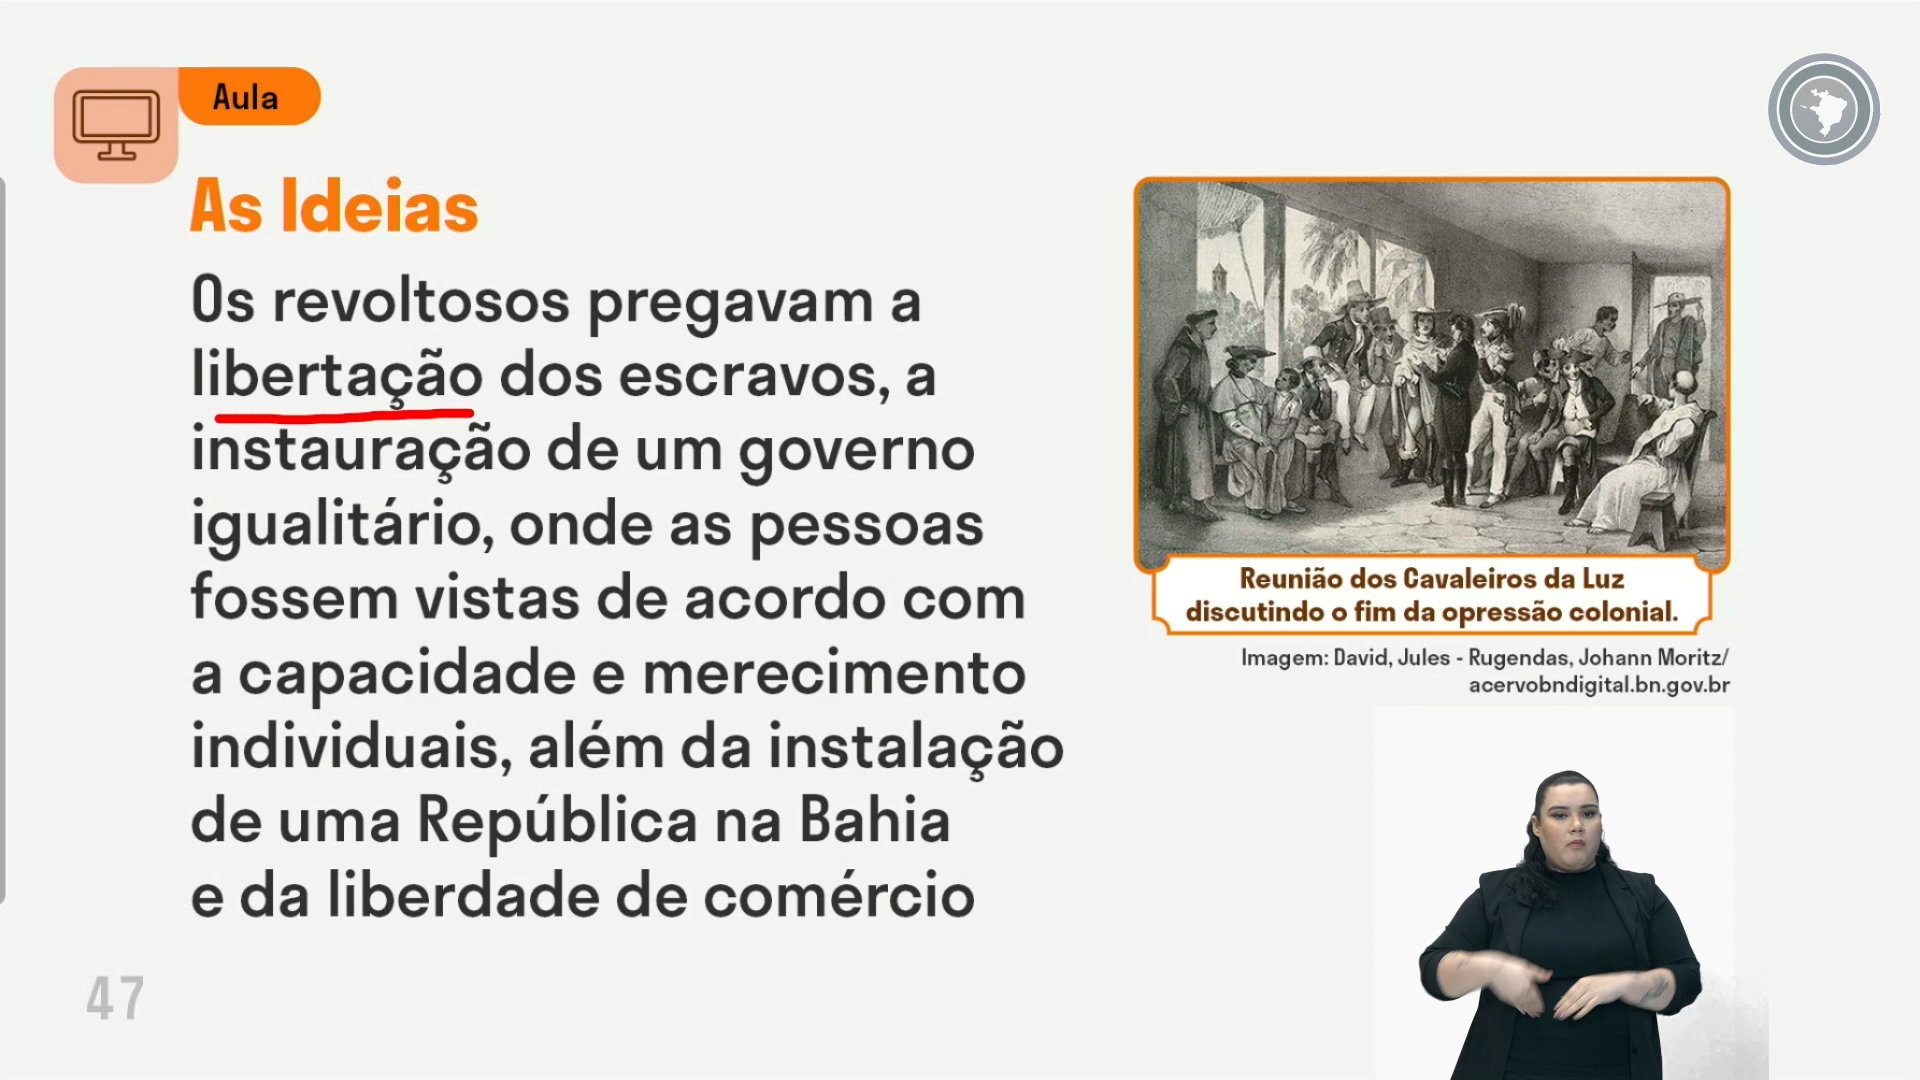 Aula
As Ideias
Os revoltosos pregavam a
libertação dos escravos, a
instauração de um governo
igualitário, onde as pessoas
fossem vistas de acordo com
a capacidade e merecimento
individuais, além da instalação
de uma República na Bahia
e da liberdade de comércio
Reunião dos Cavaleiros da Luz
discutindo o fim da opressão colonial.
Imagem: David, Jules - Rugendas, Johann Moritz/
acervobndigital.bn.gov.br
47